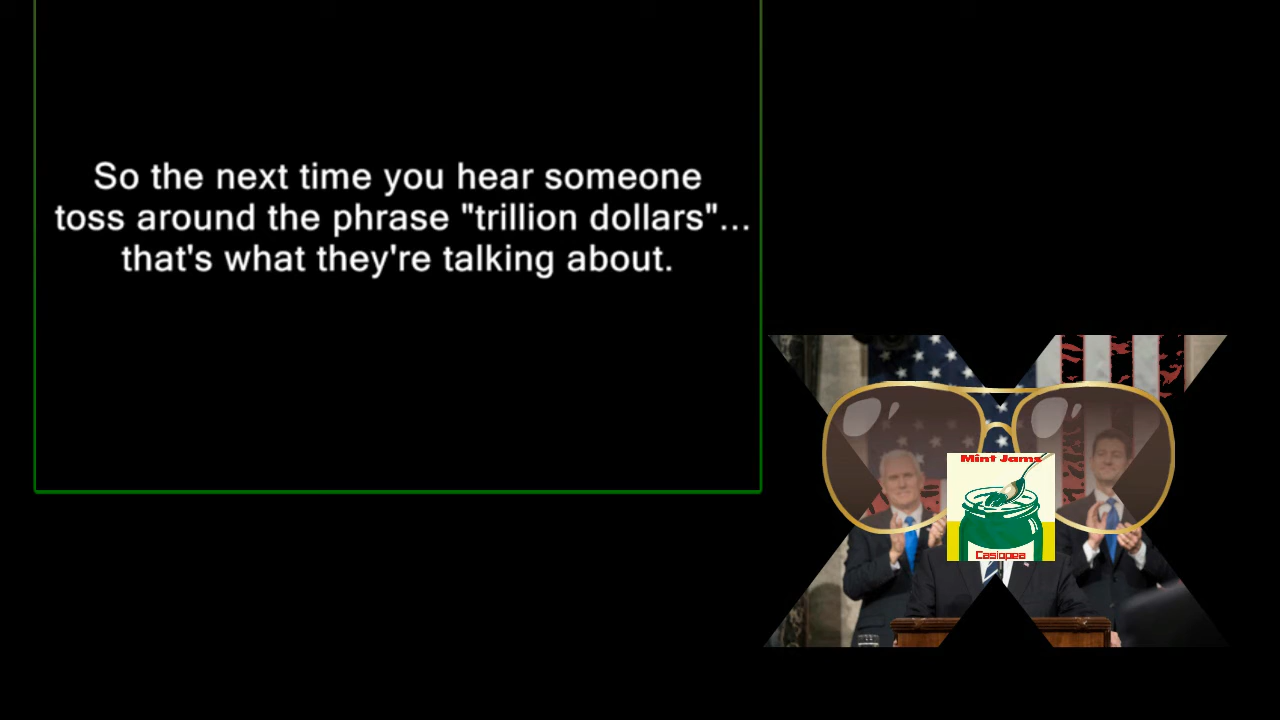 So the next time you hear someone
toss around the phrase "trillion dollars"...
that's what they're talking about.
Mint Jams
Casiopea